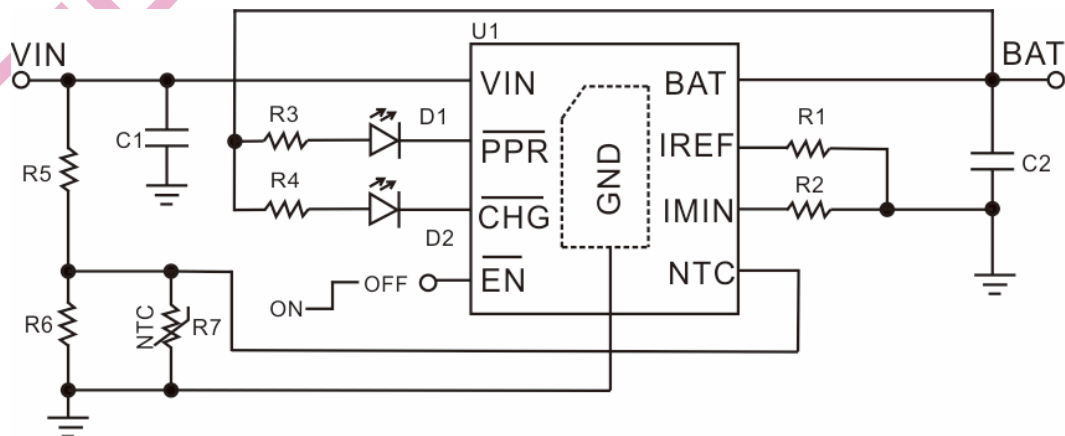 U1
VIN
BAT
VIN
BAT
R3
D1
R1
C1
PPR
IREF
C2
R5
R4
GND
R2
CHG
IMIN
D2
NTC
EN
OFF
ON
R6
NTC
R7